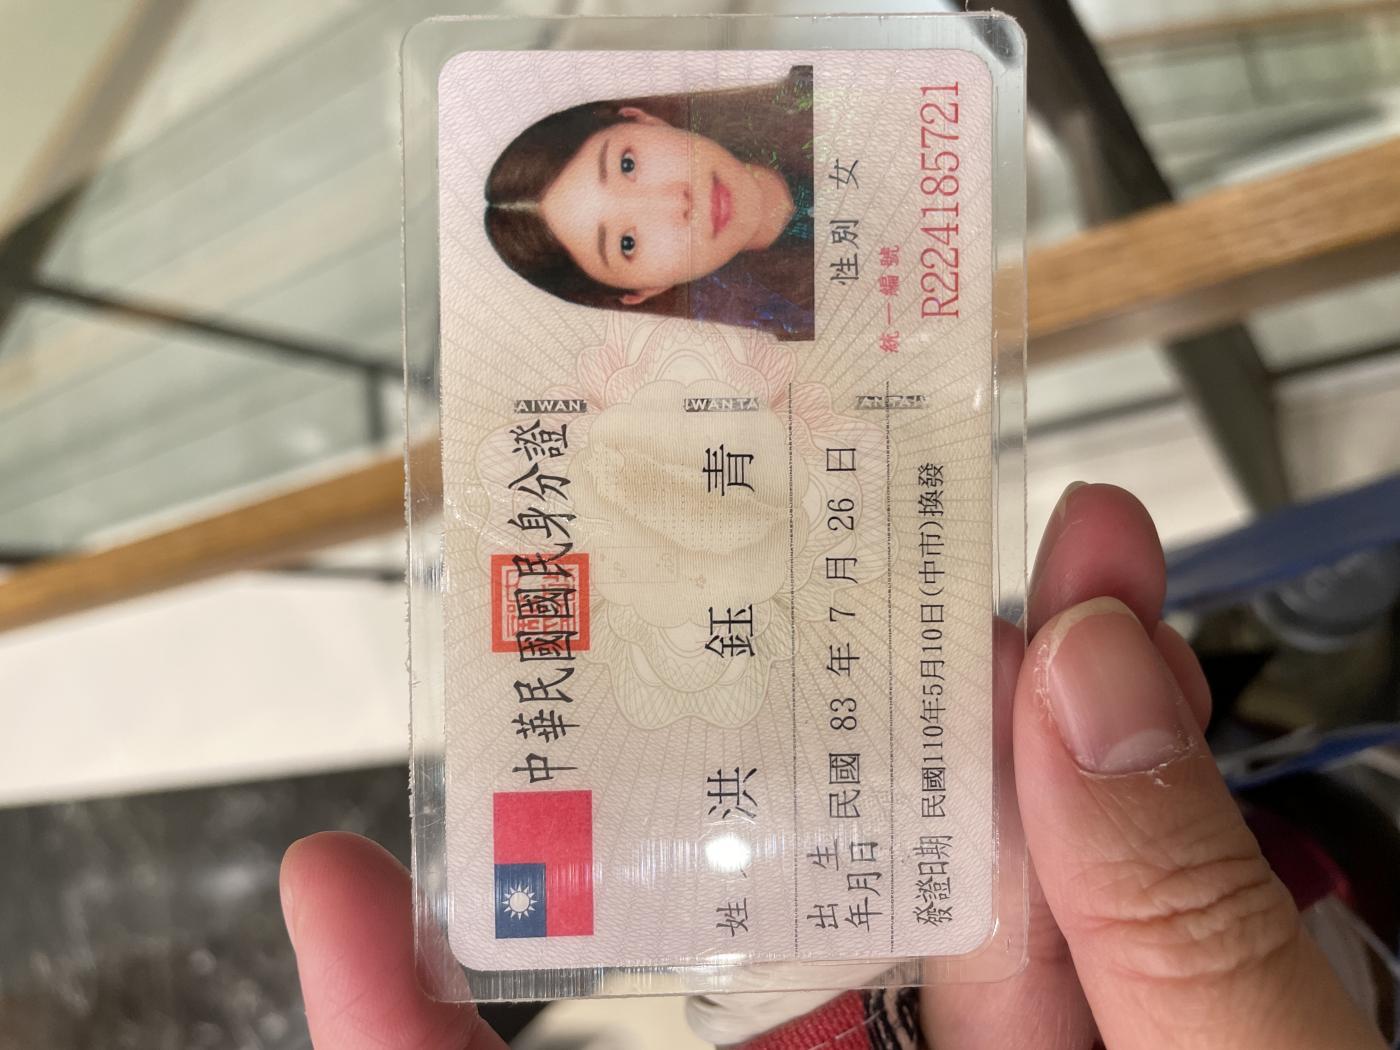 中華民國國民身分證
TAIWAN
姓
洪 鈺 青
出生
年月日
民國 83 年 7 月 26 日
性別 女
統一編號
R224185721
發證日期 民國110年5月10日(中市)換發